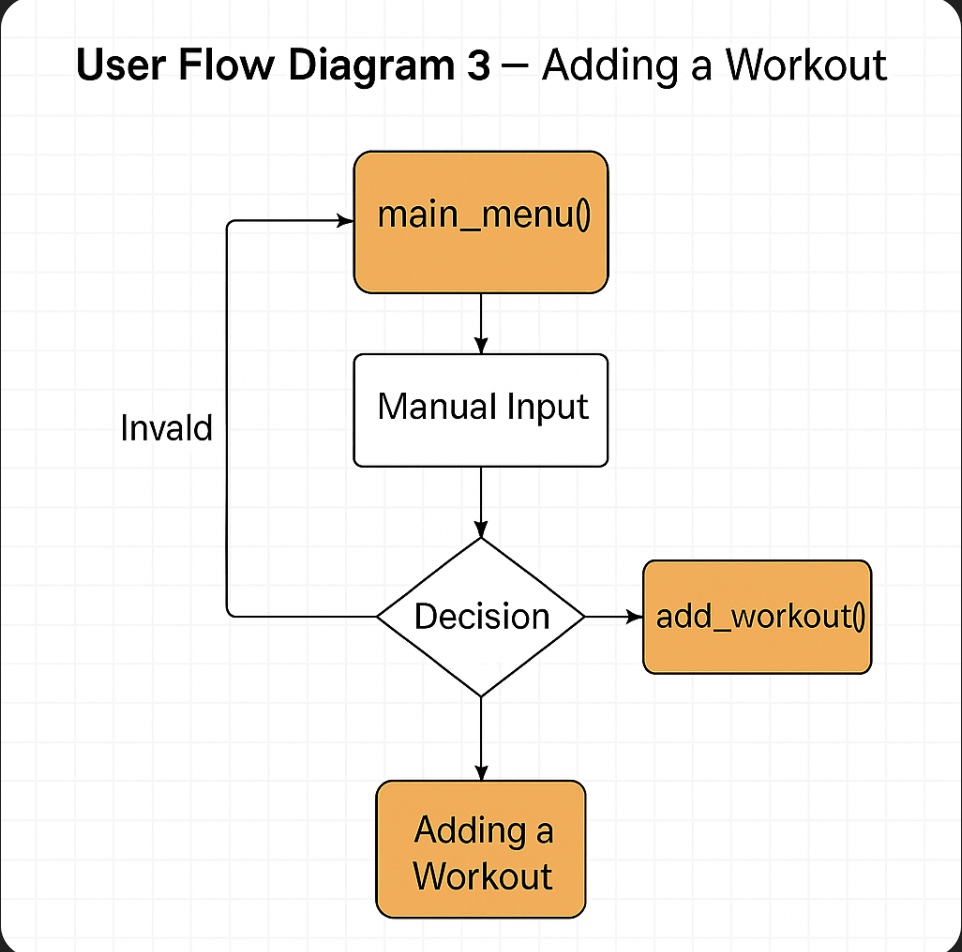 User Flow Diagram 3 – Adding a Workout
main_menu()
Manual Input
Invald
Decision
add_workout()
Adding a
Workout